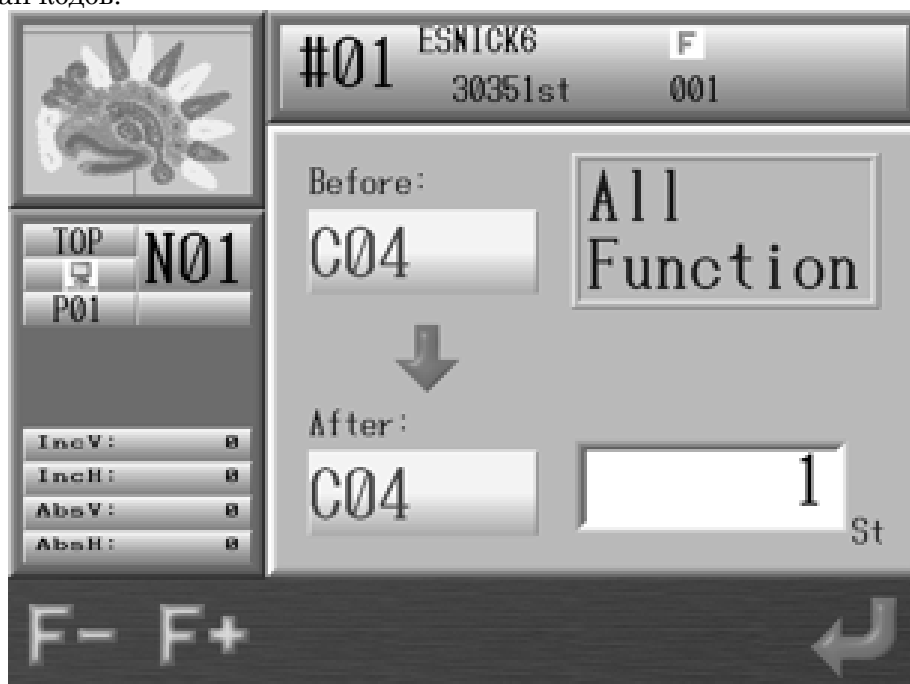 кодов.
#01 ESNICK6 F
30351st 001
TOP N01
P01
Before:
C04
All
Function
After:
C04
1
St
IncV: 0
IncH: 0
AbsV: 0
AbsH: 0
F- F+